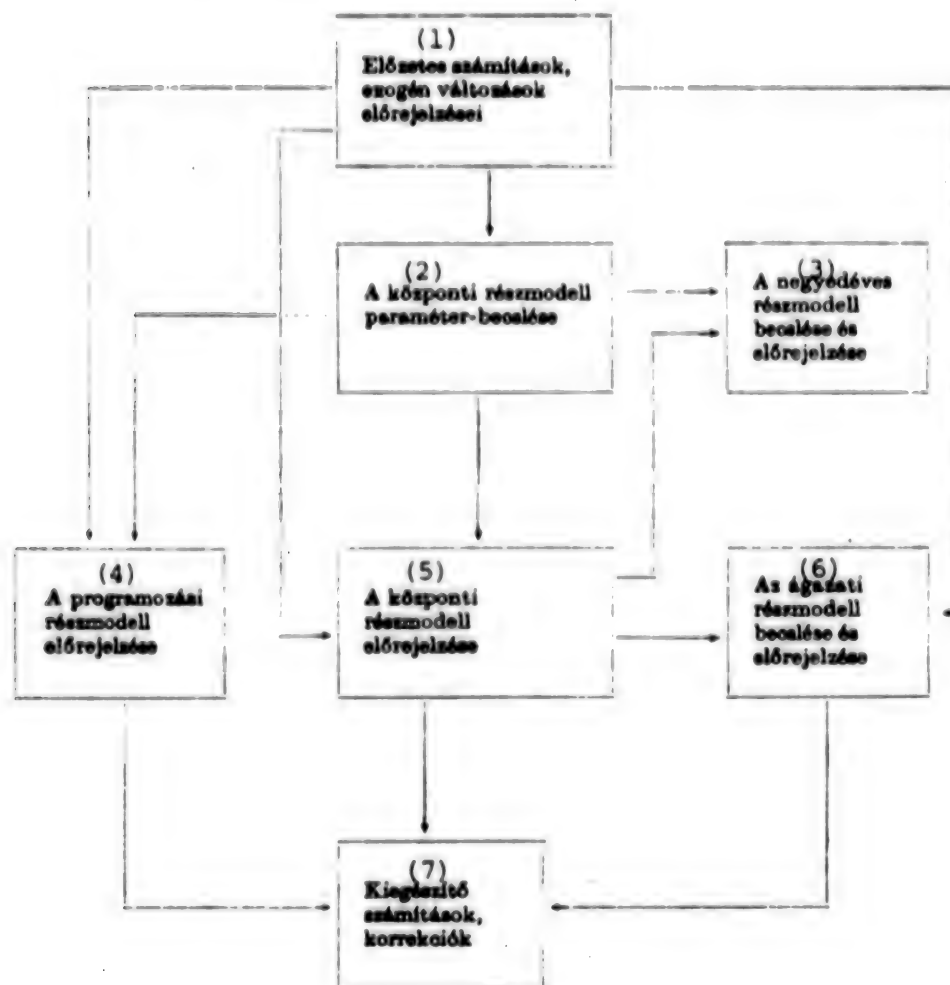 (1)
Előzetes számítások,
exogén változások
előrejelzései
(2)
A központi részmodell
paraméter-becslése
(3)
A negyedéves
részmodell
becslése és
előrejelzése
(4)
A programozási
részmodell
előrejelzése
(5)
A központi
részmodell
előrejelzése
(6)
Az ágazati
részmodell
becslése és
előrejelzése
(7)
Kiegészítő
számítások,
korrekciók